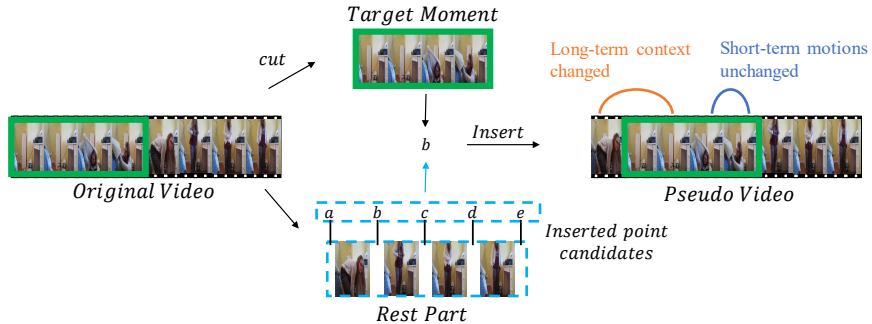 Target Moment
cut
Long-term context
changed
Short-term motions
unchanged
b
Insert
Original Video
Pseudo Video
a b c d e
Inserted point
candidates
Rest Part